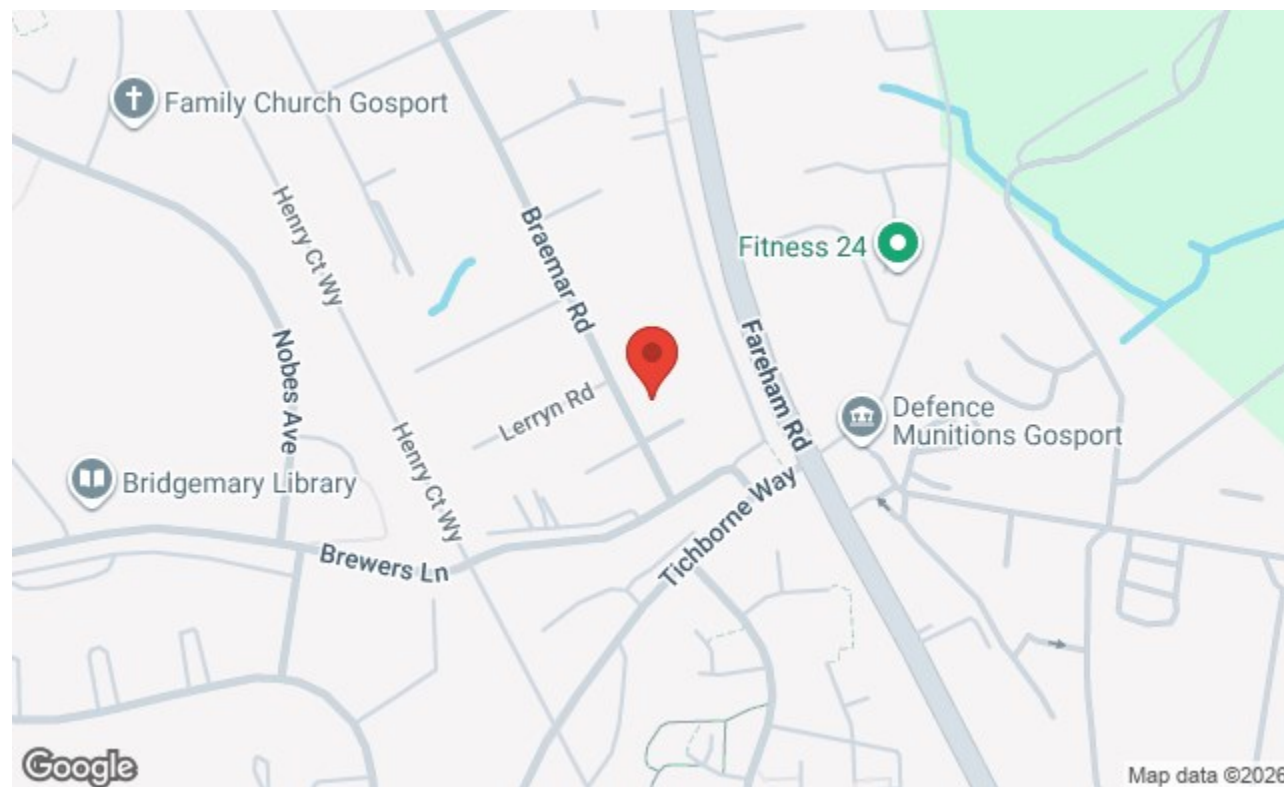 Family Church Gosport
Henry Ct Wy
Braemar Rd
Fitness 24
Nobes Ave
Fareham Rd
Lerryn Rd
Defence
Munitions Gosport
Henry Ct Wy
Bridgemary Library
Tichborne Way
Brewers Ln
Google
Map data ©2026